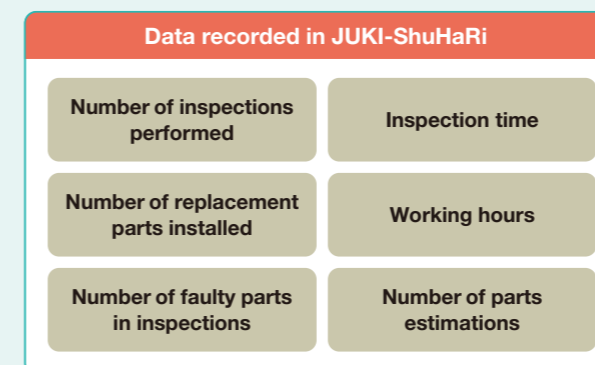 Data recorded in JUKI-ShuHaRi
Number of inspections
performed
Inspection time
Number of replacement
parts installed
Working hours
Number of faulty parts
in inspections
Number of parts
estimations